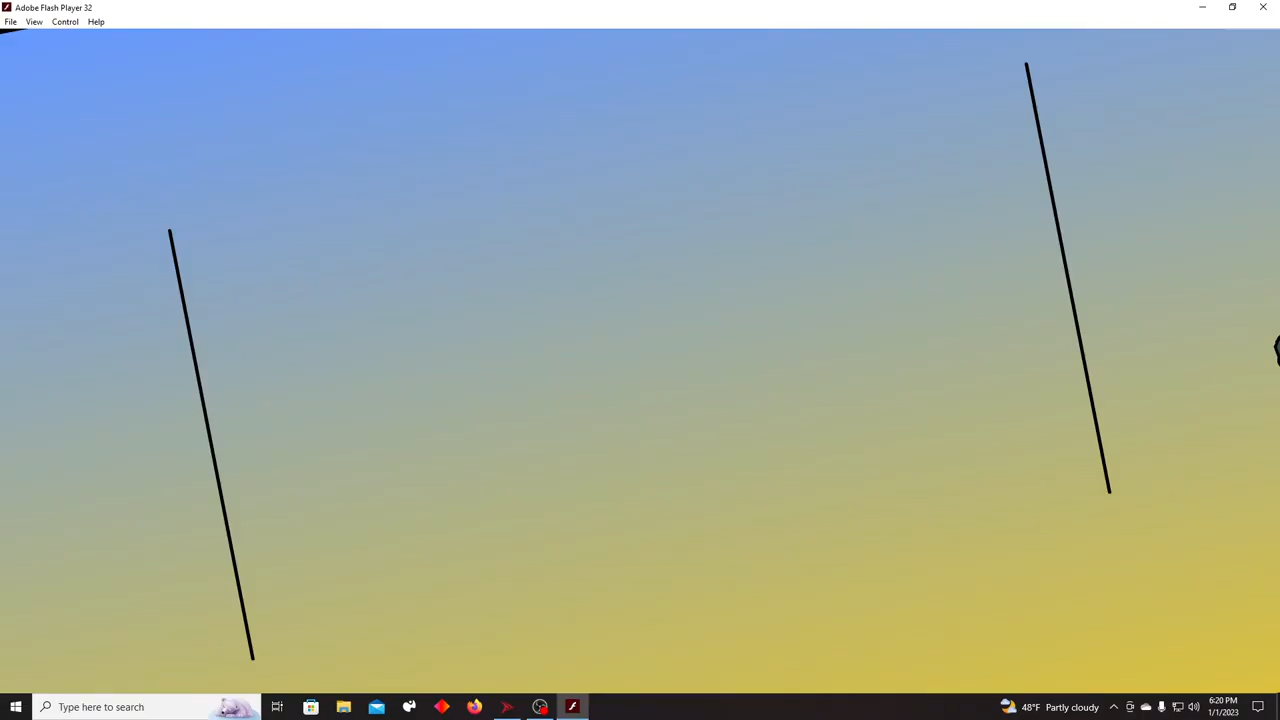 Adobe Flash Player 32
File View Control Help
Type here to search
48°F Partly cloudy
6:20 PM
1/1/2023